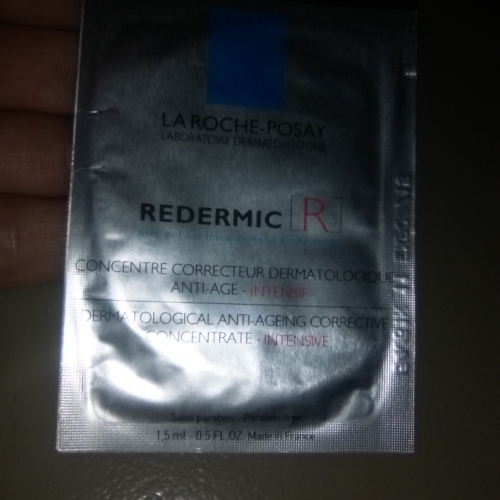 LA ROCHE-POSAY
LABORATOIRE DERMATOLOGIQUE
REDERMIC R
CONCENTRE CORRECTEUR DERMATOLOGIQUE
ANTI-AGE - INTENSIF
DERMATOLOGICAL ANTI-AGEING CORRECTIVE
CONCENTRATE - INTENSIVE
Sans paraben - Paraben-free
1,5 ml - 0.5 FL.OZ. Made in France